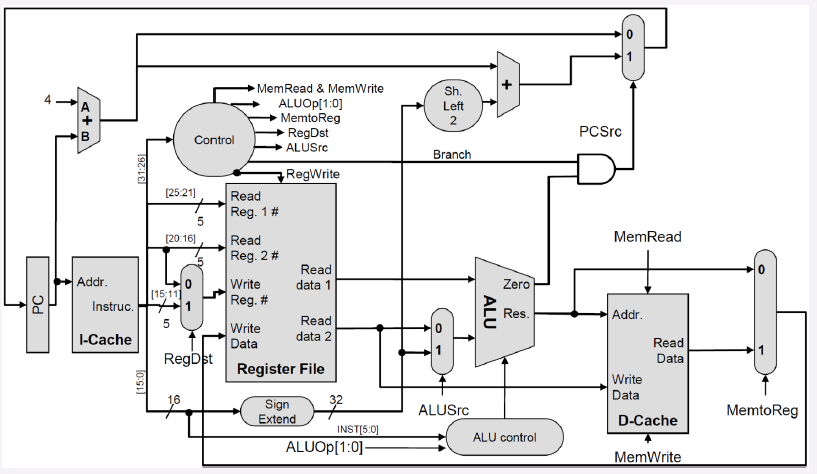 0
1
4
A
+
B
+
Sh.
Left
2
PCSrc
MemRead & MemWrite
ALUOp[1:0]
MemtoReg
RegDst
ALUSrc
Control
Branch
RegWrite
[31:26]
[25:21]
5
[20:16]
5
[15:11]
5
0
1
RegDst
PC
Addr.
Instruc.
I-Cache
Read
Reg. 1 #
Read
Reg. 2 #
Write
Reg. #
Write
Data
Read
data 1
Read
data 2
Register File
0
1
ALUSrc
ALU
Zero
Res.
MemRead
Addr.
Read
Data
Write
Data
D-Cache
MemWrite
0
1
MemtoReg
[15:0]
16
Sign
Extend
32
INST[5:0]
ALUOp[1:0]
ALU control